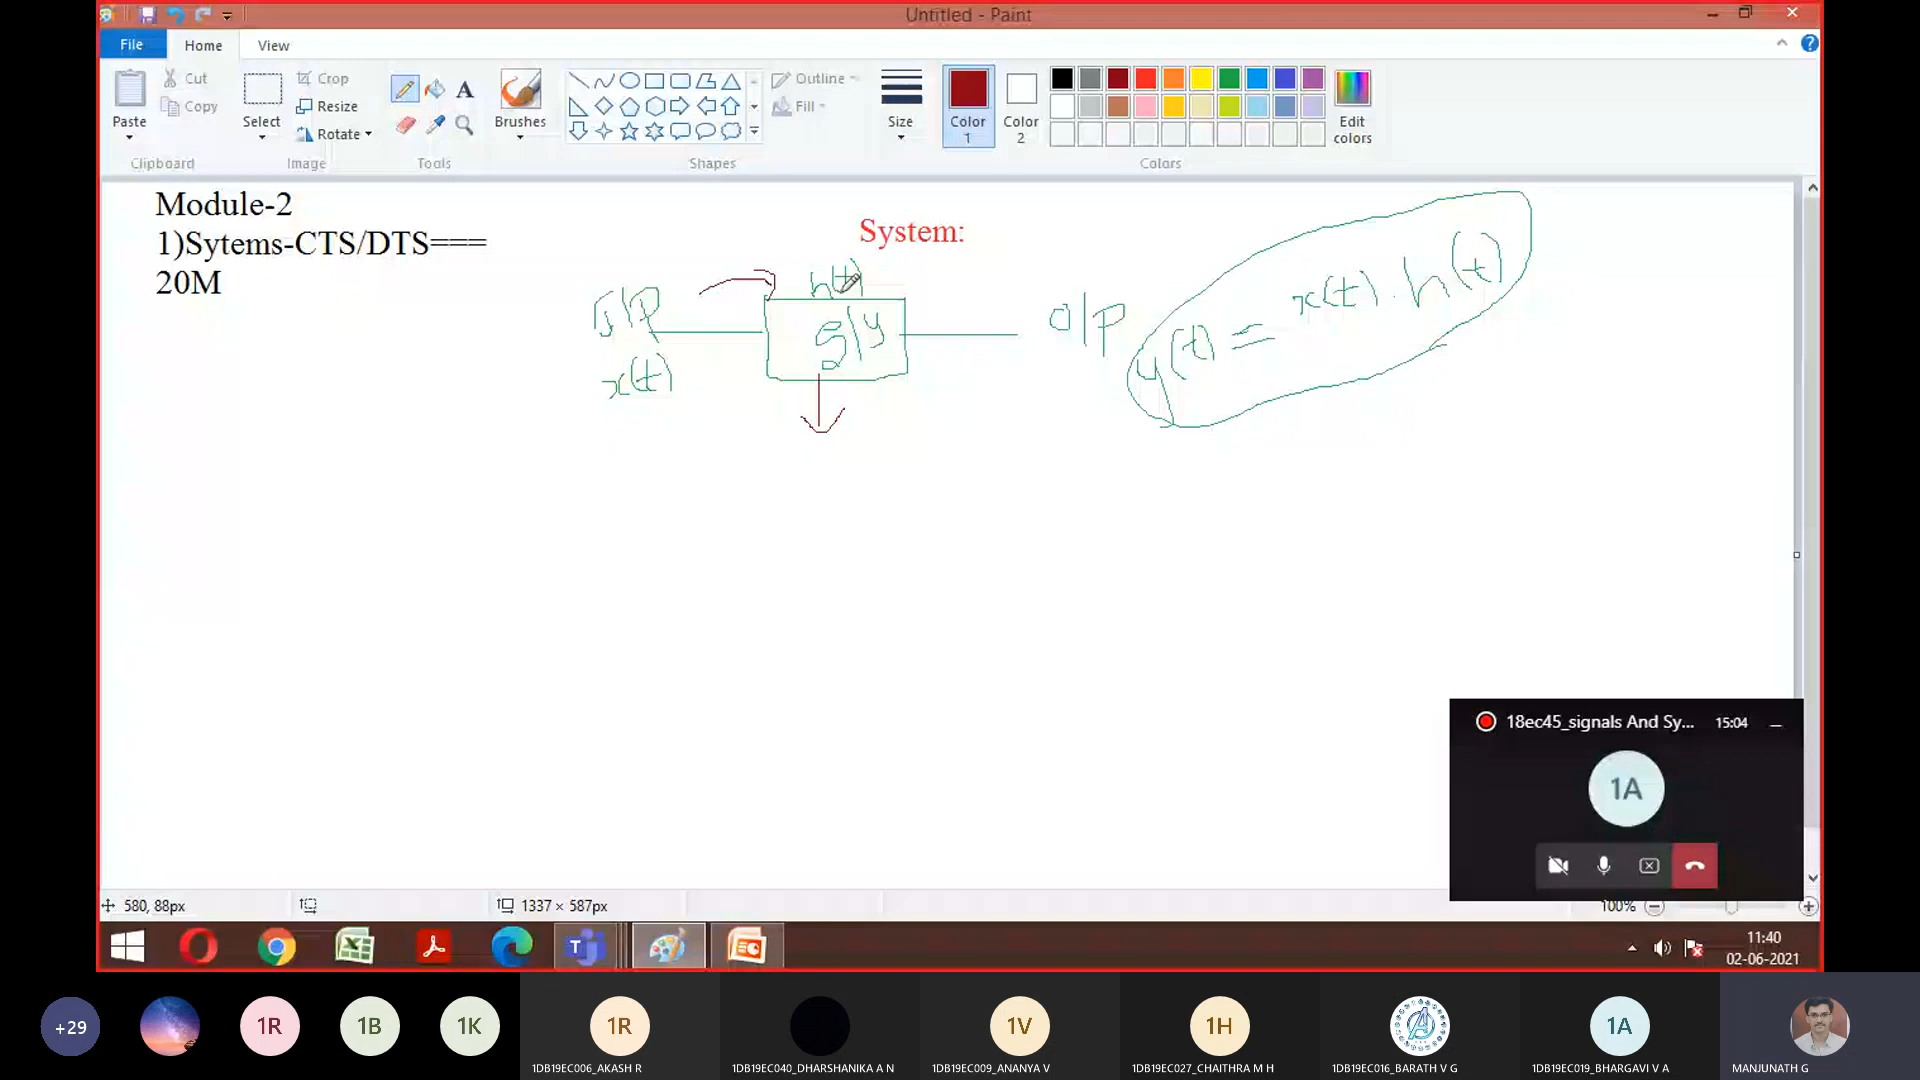 Untitled - Paint
File Home View
Paste Cut Copy
Clipboard
Select Crop Resize Rotate
Image
A
Tools
Brushes
Outline Fill
Shapes
Size
Color 1
Color 2
Edit colors
Colors
Module-2
1)Sytems-CTS/DTS===
20M
System:
h(t)
I/P
S/y
O/P
x(t)
y(t) = x(t) . h(t)
18ec45_signals And Sy... 15:04
1A
580, 88px
1337 × 587px
100%
11:40
02-06-2021
+29 1R 1B 1K 1R 1V 1H 1A
1DB19EC006_AKASH R
1DB19EC040_DHARSHANIKA A N
1DB19EC009_ANANYA V
1DB19EC027_CHAITHRA M H
1DB19EC016_BARATH V G
1DB19EC019_BHARGAVI V A
MANJUNATH G